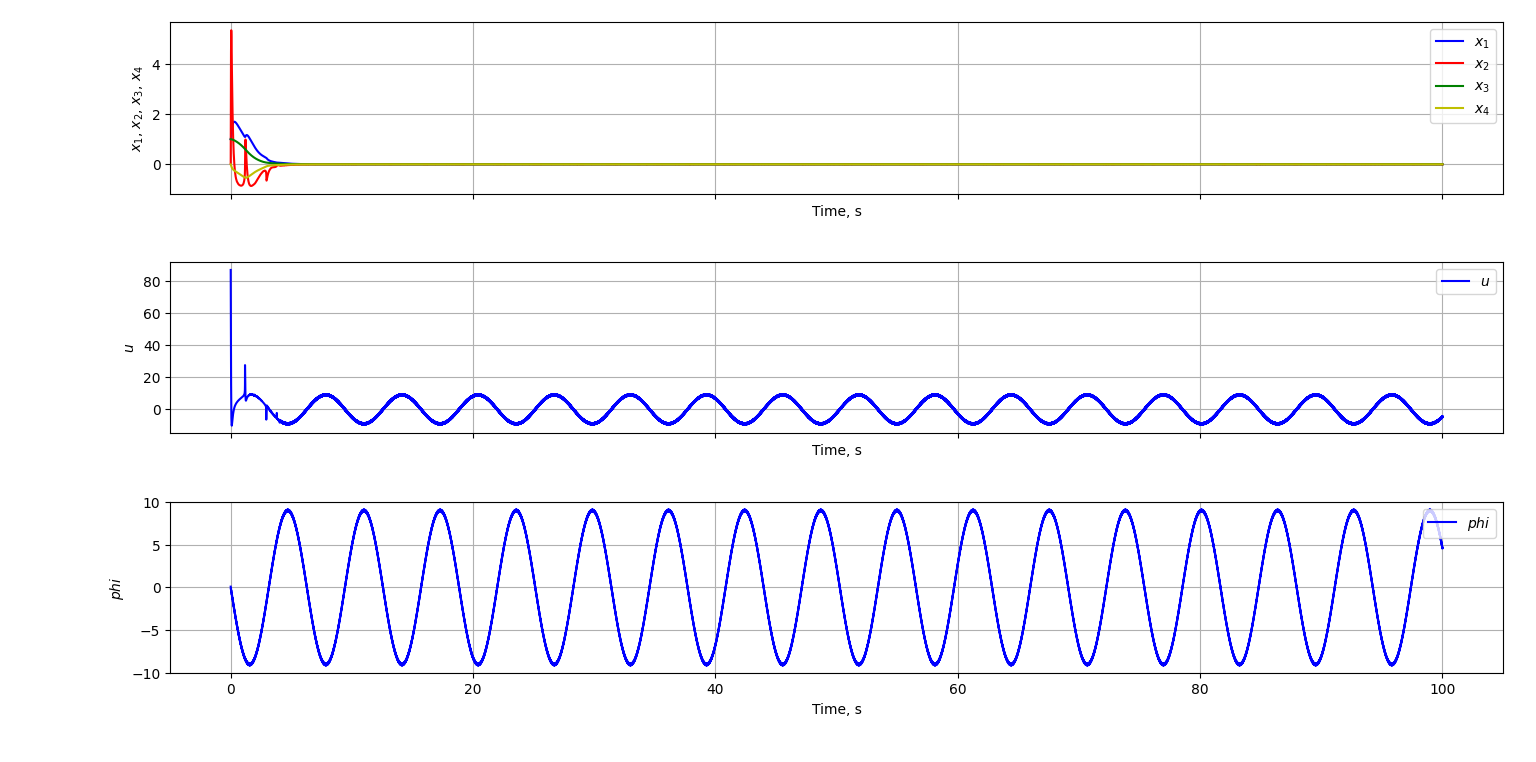 x₁, x₂, x₃, x₄
4
2
0
x₁
x₂
x₃
x₄
Time, s
u
80
60
40
20
0
u
Time, s
phi
10
5
0
−5
−10
phi
0 20 40 60 80 100
Time, s